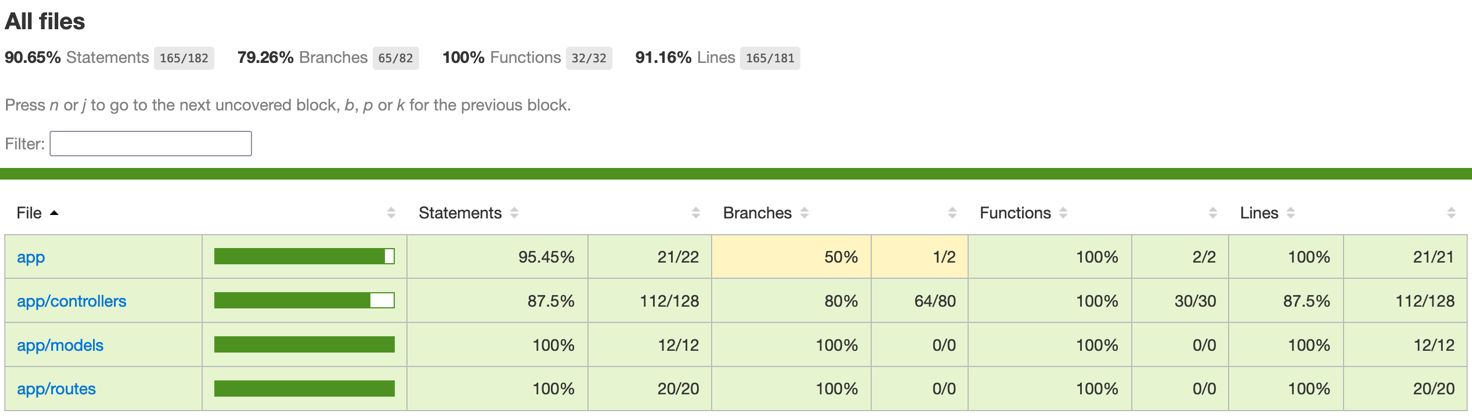 All files
90.65% Statements 165/182 79.26% Branches 65/82 100% Functions 32/32 91.16% Lines 165/181
Press n or j to go to the next uncovered block, b, p or k for the previous block.
Filter:
File Statements Branches Functions Lines
app 95.45% 21/22 50% 1/2 100% 2/2 100% 21/21
app/controllers 87.5% 112/128 80% 64/80 100% 30/30 87.5% 112/128
app/models 100% 12/12 100% 0/0 100% 0/0 100% 12/12
app/routes 100% 20/20 100% 0/0 100% 0/0 100% 20/20